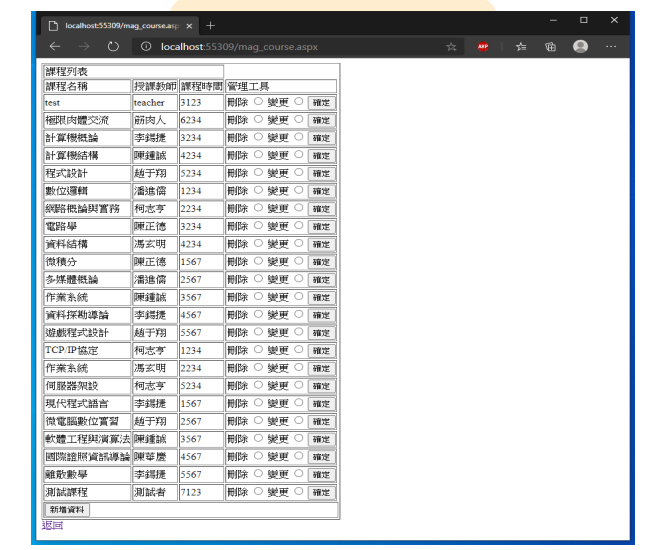 localhost:55309/mag_course.asp
localhost:55309/mag_course.aspx
ABP
課程列表
課程名稱 授課教師 課程時間 管理工具
test teacher 3123 刪除 變更 確定
極限肉體交流 筋肉人 6234 刪除 變更 確定
計算機概論 李鍀捷 3234 刪除 變更 確定
計算機結構 陳鍾誠 4234 刪除 變更 確定
程式設計 趙于翔 5234 刪除 變更 確定
數位邏輯 潘進儒 1234 刪除 變更 確定
網路概論與實務 柯志亨 2234 刪除 變更 確定
電路學 陳正德 3234 刪除 變更 確定
資料結構 馮玄明 4234 刪除 變更 確定
微積分 陳正德 1567 刪除 變更 確定
多媒體概論 潘進儒 2567 刪除 變更 確定
作業系統 陳鍾誠 3567 刪除 變更 確定
資料探勘導論 李鍀捷 4567 刪除 變更 確定
遊戲程式設計 趙于翔 5567 刪除 變更 確定
TCP/IP協定 柯志亨 1234 刪除 變更 確定
作業系統 馮玄明 2234 刪除 變更 確定
伺服器架設 柯志亨 5234 刪除 變更 確定
現代程式語言 李鍀捷 1567 刪除 變更 確定
微電腦數位實習 趙于翔 2567 刪除 變更 確定
軟體工程與演算法 陳鍾誠 3567 刪除 變更 確定
國際證照資訊導論 陳華慶 4567 刪除 變更 確定
離散數學 李鍀捷 5567 刪除 變更 確定
測試課程 測試者 7123 刪除 變更 確定
新增資料
返回